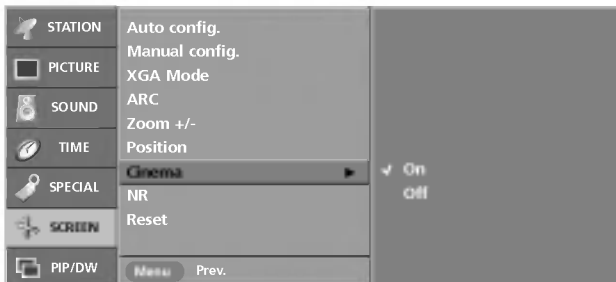 STATION
PICTURE
SOUND
TIME
SPECIAL
SCREEN
PIP/DW
Auto config.
Manual config.
XGA Mode
ARC
Zoom +/-
Position
Cinema
NR
Reset
Menu Prev.
On
Off